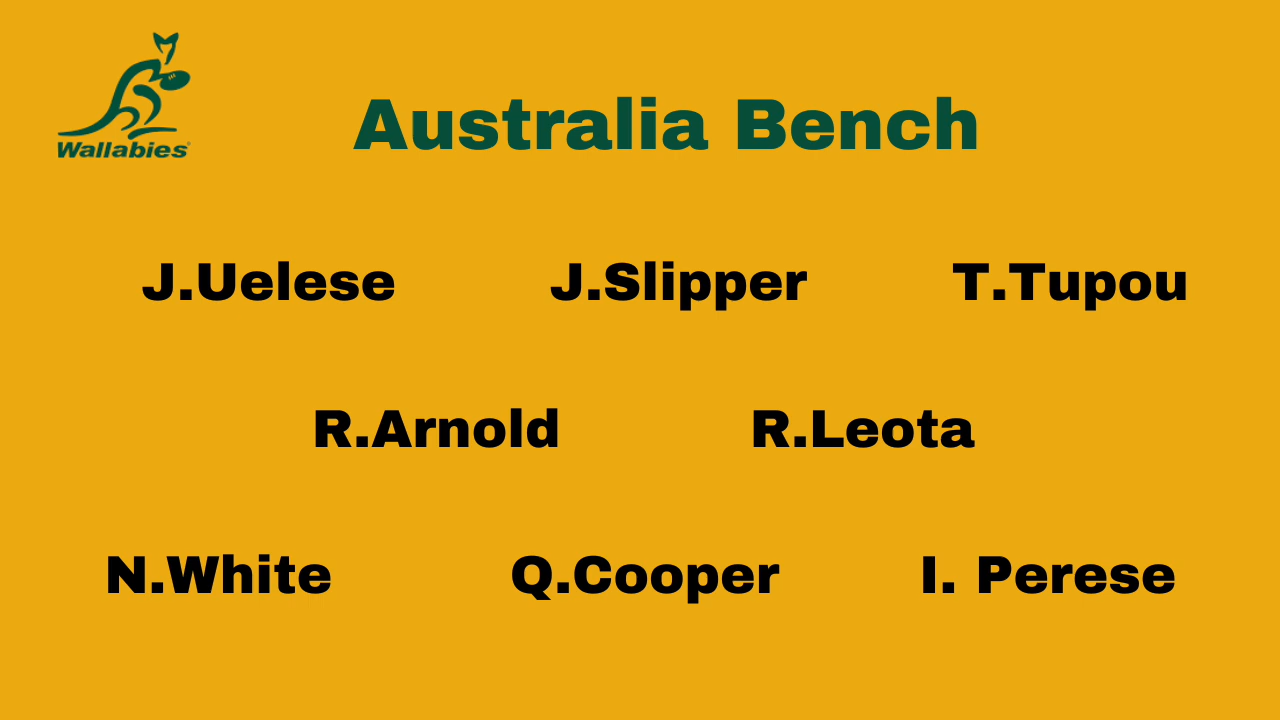 Wallabies
Australia Bench
J.Uelese J.Slipper T.Tupou
R.Arnold R.Leota
N.White Q.Cooper I. Perese